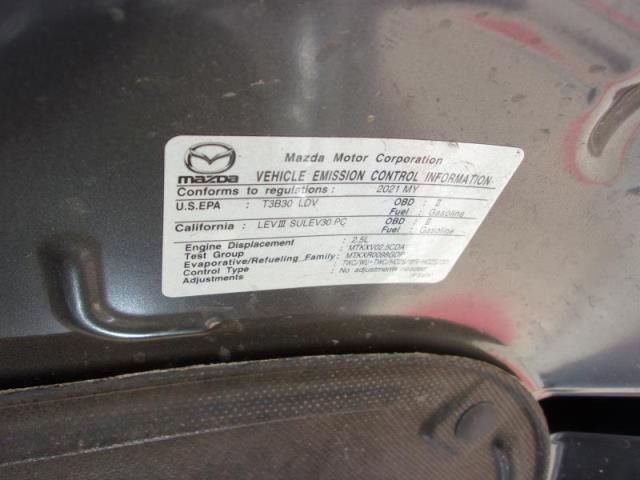 mazda
Mazda Motor Corporation
VEHICLE EMISSION CONTROL INFORMATION
Conforms to regulations : 2021 MY
U.S.EPA : T3B30 LDV OBD : II
Fuel : Gasoline
California : LEVIII SULEV30 PC OBD : II
Fuel : Gasoline
Engine Displacement : 2.5L
Test Group : MTKXV02.5CDA
Evaporative/Refueling Family: MTKXR0098GDP
Control Type :
Adjustments : No adjustments needed